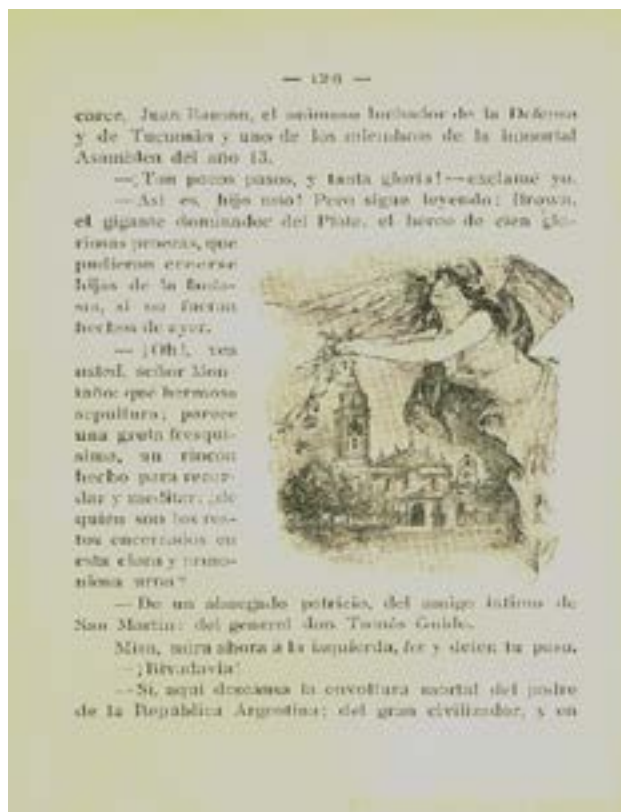 — 126 —
carce, Juan Ramón, el animoso luchador de la Defensa
y de Tucumán y uno de los miembros de la inmortal
Asamblea del año 13.
—¡Tan pocos pasos, y tanta gloria!—exclamé yo.
—Así es, hijo mío! Pero sigue leyendo: Brown,
el gigante dominador del Plata, el héroe de cien glo-
riosas proezas, que
pudieran creerse
hijas de la fanta-
sía, si no fueran
hechos de ayer.
— ¡Oh!, vea
usted, señor Mon-
taño: que hermosa
sepultura; parece
una gruta fresquí-
sima, un rincón
hecho para recor-
dar y meditar. ¿de
quién son los res-
tos encerrados en
esta clara y armo-
niosa urna?
— De un abnegado patricio, del amigo íntimo de
San Martín: del general don Tomás Guido.
Mira, mira ahora a la izquierda, lee y detén tu paso.
—¡Rivadavia!
—Sí, aquí descansa la envoltura mortal del padre
de la República Argentina; del gran civilizador, y en